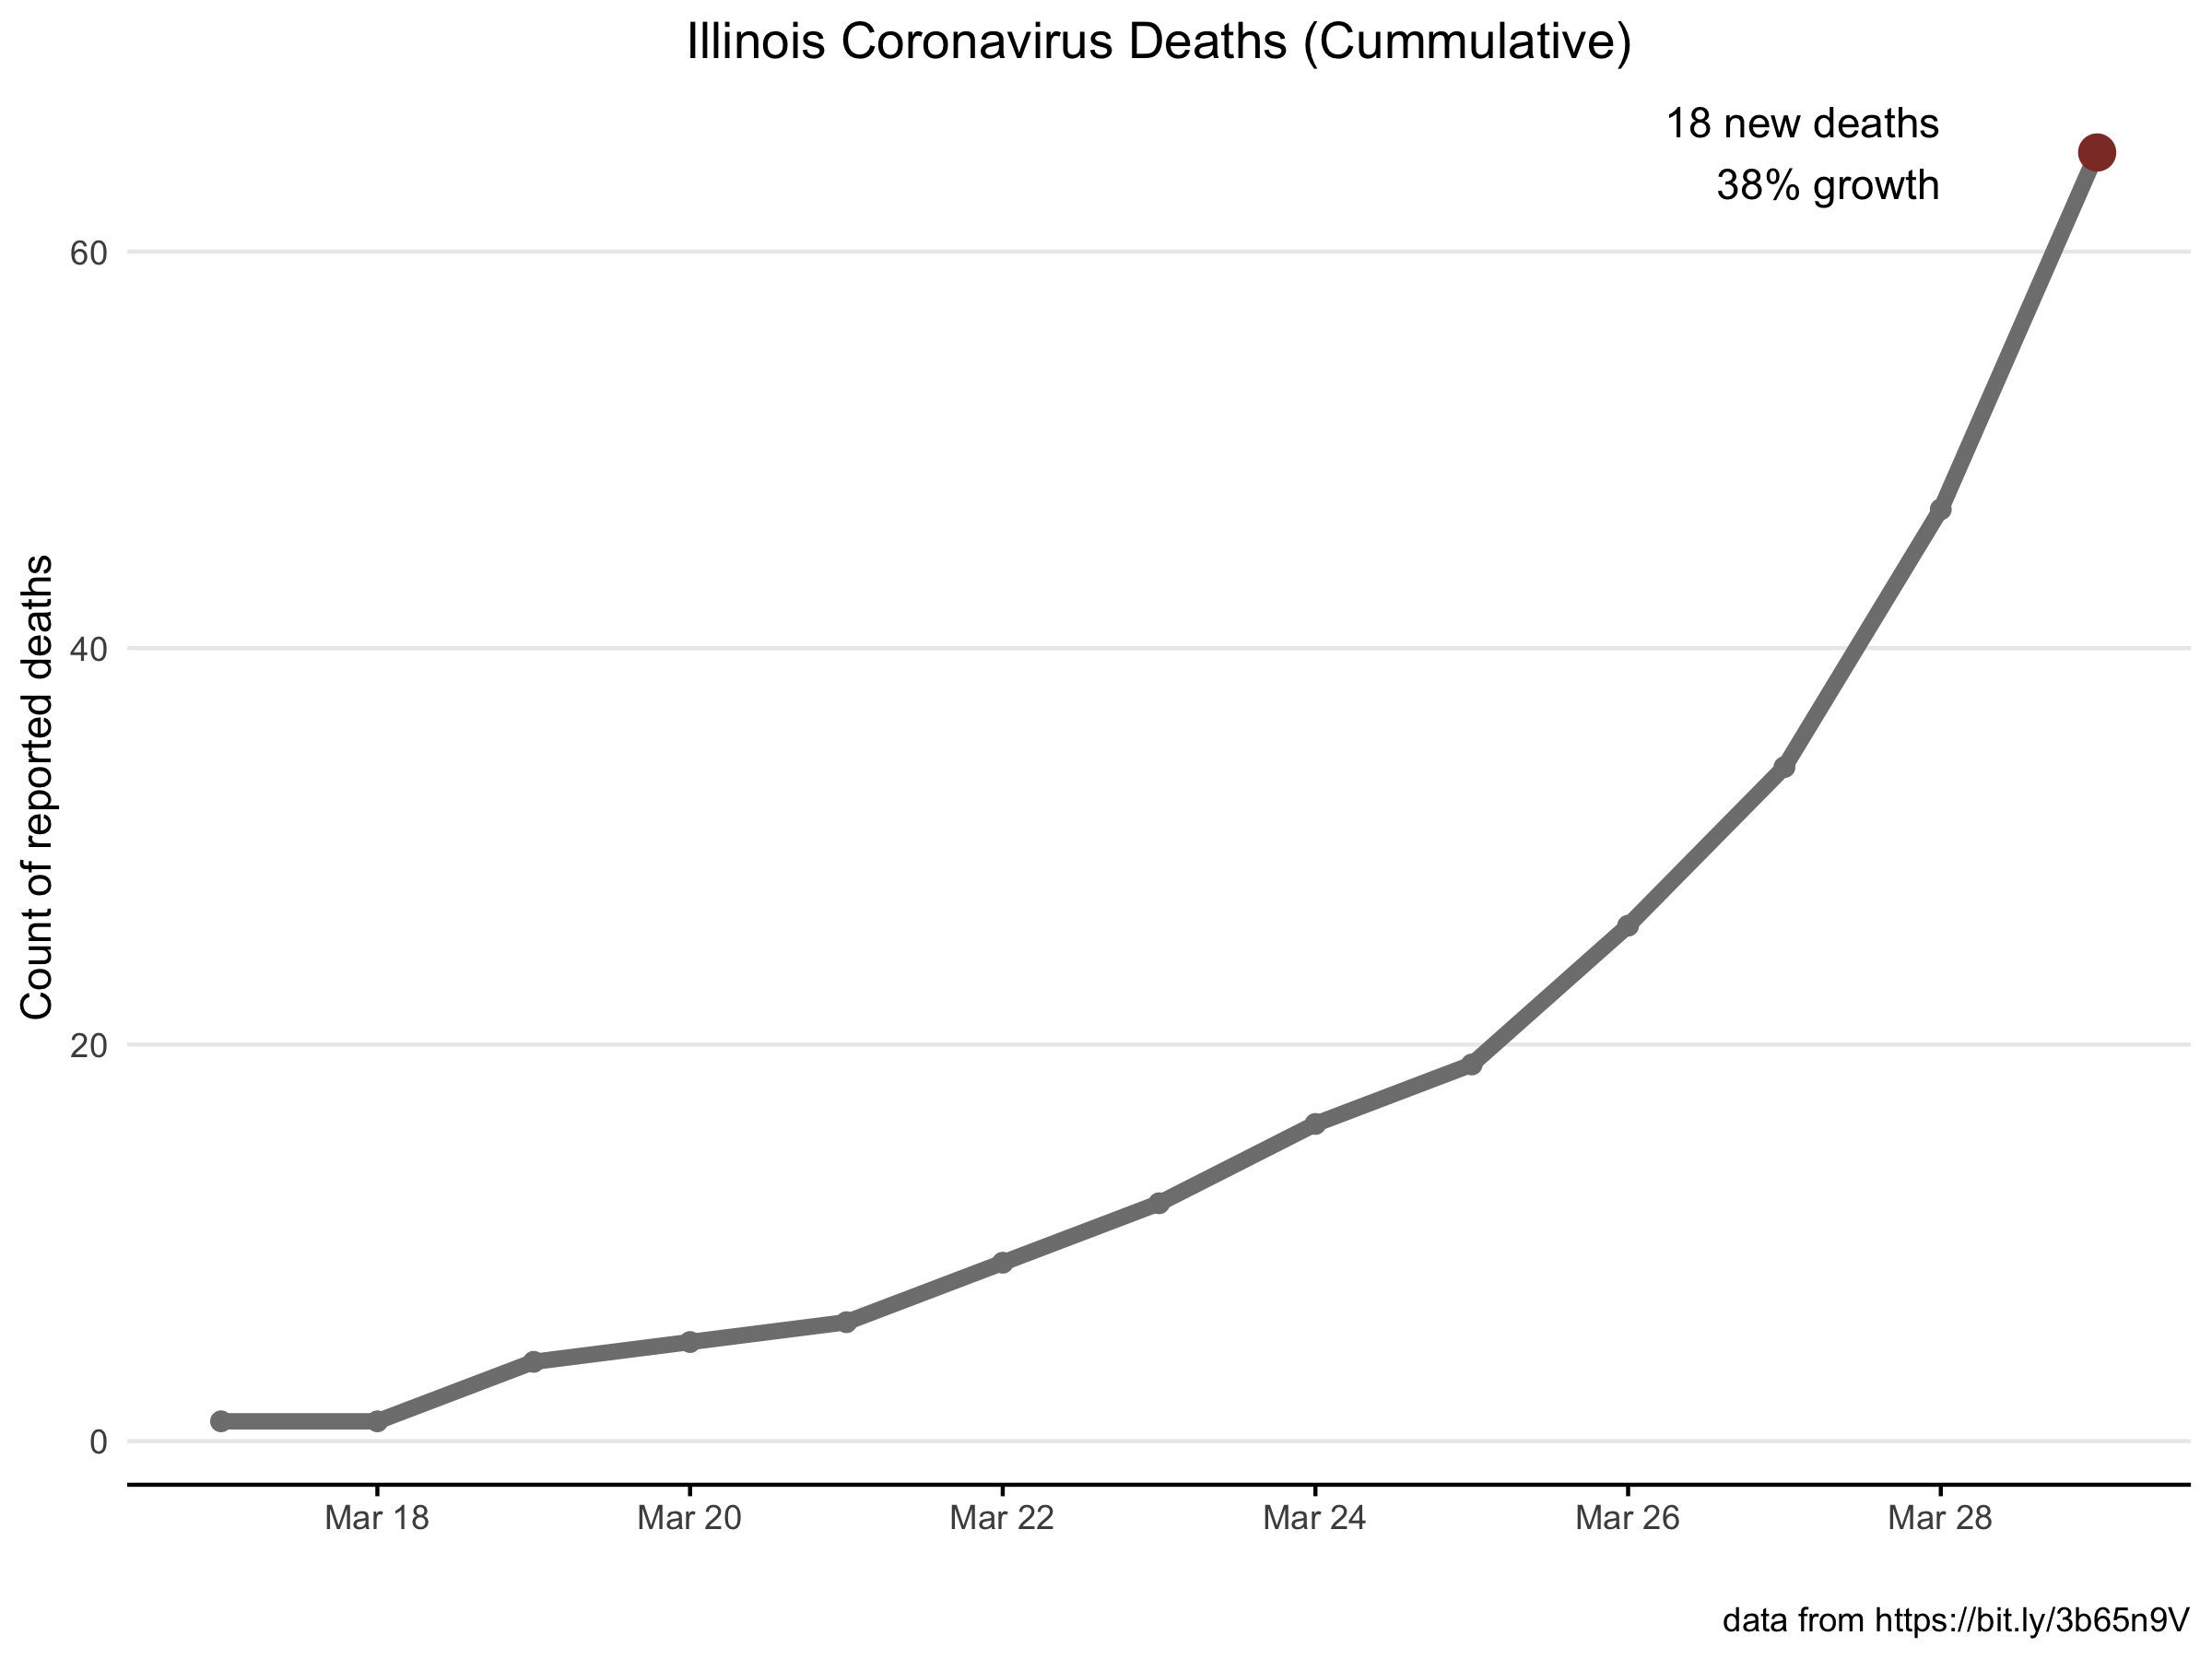 Illinois Coronavirus Deaths (Cummulative)
18 new deaths
38% growth
Count of reported deaths
60
40
20
0
Mar 18
Mar 20
Mar 22
Mar 24
Mar 26
Mar 28
data from https://bit.ly/3b65n9V